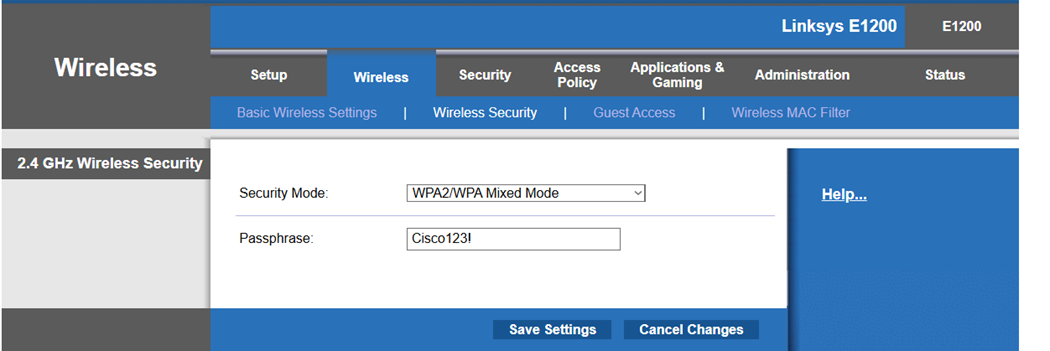 Linksys E1200 E1200
Wireless
Setup Wireless Security Access Policy Applications & Gaming Administration Status
Basic Wireless Settings | Wireless Security | Guest Access | Wireless MAC Filter
2.4 GHz Wireless Security
Security Mode: WPA2/WPA Mixed Mode
Help...
Passphrase: Cisco123!
Save Settings Cancel Changes